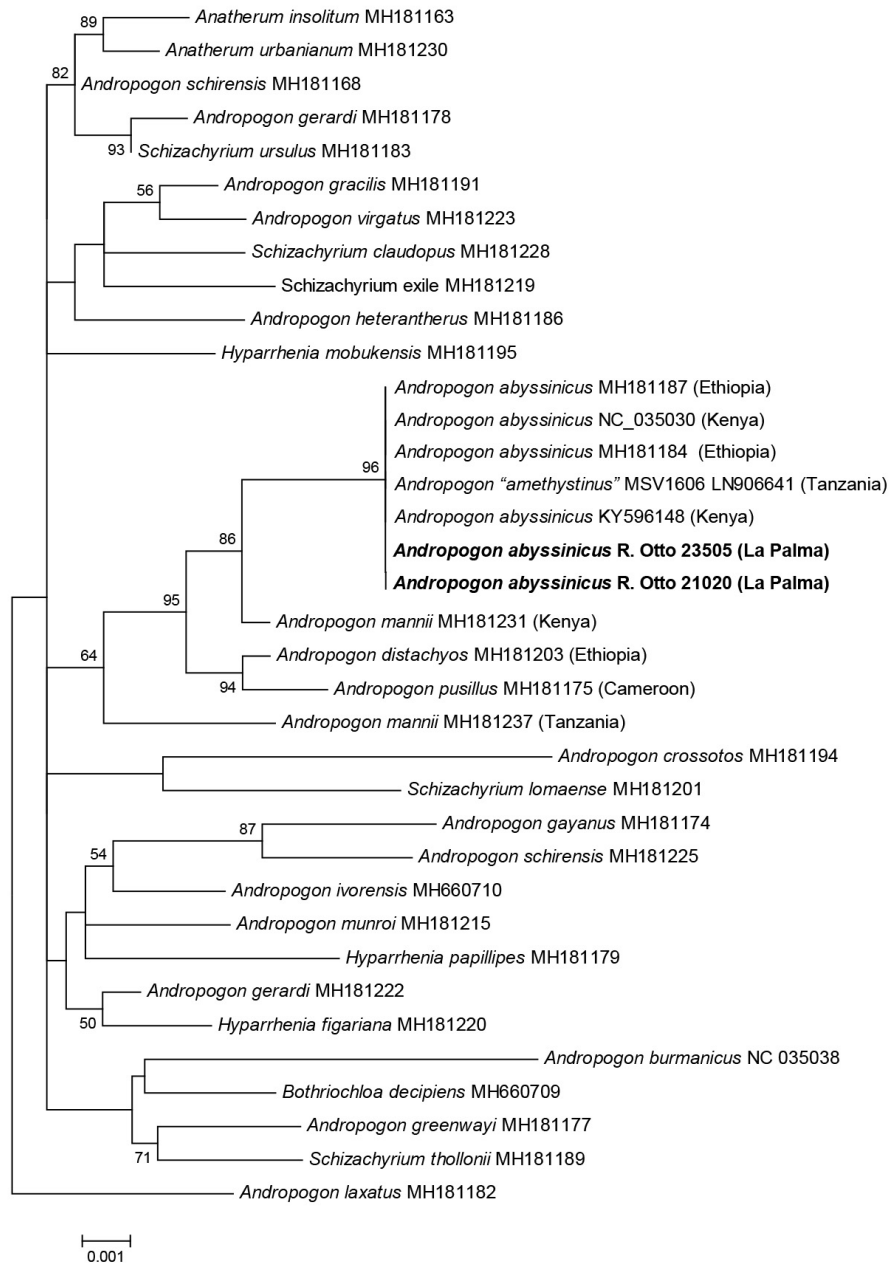 89
Anatherum insolitum MH181163
Anatherum urbanianum MH181230
82
Andropogon schirensis MH181168
Andropogon gerardi MH181178
93
Schizachyrium ursulus MH181183
56
Andropogon gracilis MH181191
Andropogon virgatus MH181223
Schizachyrium claudopus MH181228
Schizachyrium exile MH181219
Andropogon heterantherus MH181186
Hyparrhenia mobukensis MH181195
Andropogon abyssinicus MH181187 (Ethiopia)
Andropogon abyssinicus NC_035030 (Kenya)
Andropogon abyssinicus MH181184 (Ethiopia)
96
Andropogon “amethystinus” MSV1606 LN906641 (Tanzania)
Andropogon abyssinicus KY596148 (Kenya)
86
Andropogon abyssinicus R. Otto 23505 (La Palma)
Andropogon abyssinicus R. Otto 21020 (La Palma)
95
Andropogon mannii MH181231 (Kenya)
64
Andropogon distachyos MH181203 (Ethiopia)
94
Andropogon pusillus MH181175 (Cameroon)
Andropogon mannii MH181237 (Tanzania)
Andropogon crossotos MH181194
Schizachyrium lomaense MH181201
87
Andropogon gayanus MH181174
54
Andropogon schirensis MH181225
Andropogon ivorensis MH660710
Andropogon munroi MH181215
Hyparrhenia papillipes MH181179
Andropogon gerardi MH181222
50
Hyparrhenia figariana MH181220
Andropogon burmanicus NC 035038
Bothriochloa decipiens MH660709
Andropogon greenwayi MH181177
71
Schizachyrium thollonii MH181189
Andropogon laxatus MH181182
0.001